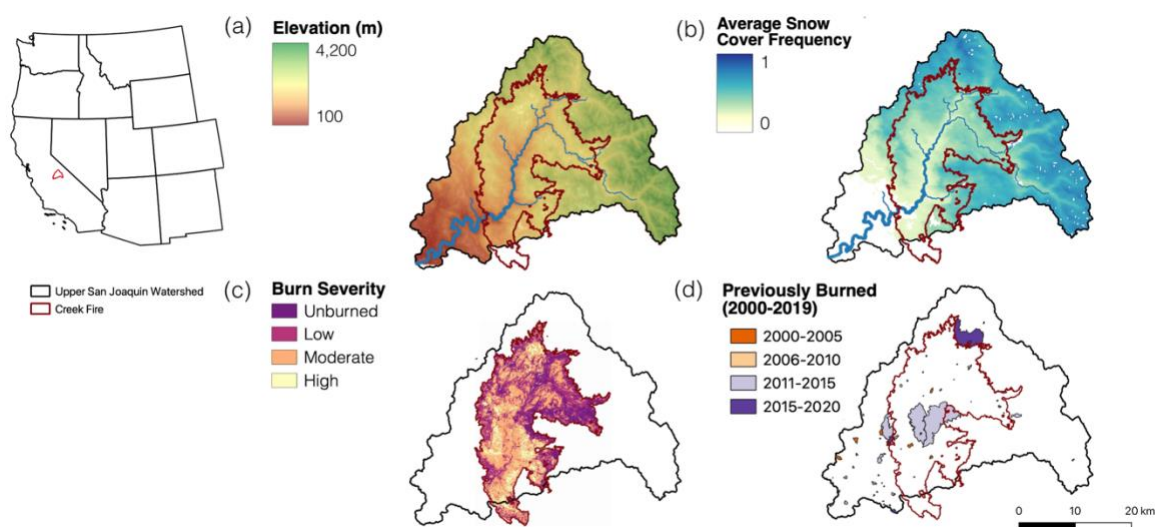 (a)
Elevation (m)
4,200
100
(b)
Average Snow
Cover Frequency
1
0
Upper San Joaquin Watershed
Creek Fire
(c)
Burn Severity
Unburned
Low
Moderate
High
(d)
Previously Burned
(2000-2019)
2000-2005
2006-2010
2011-2015
2015-2020
0 10 20 km